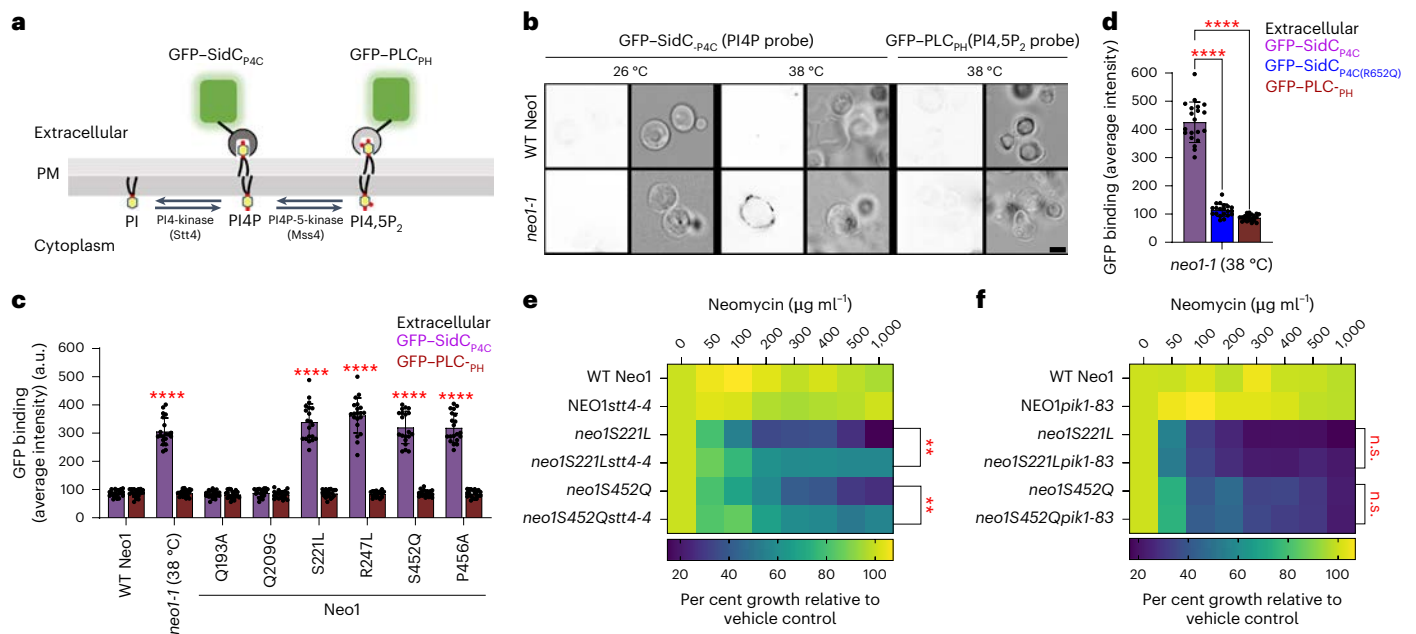 a
GFP–SidC_P4C
GFP–PLC_PH
Extracellular
PM
Cytoplasm
PI
PI4-kinase
(Stt4)
PI4P
PI4P-5-kinase
(Mss4)
PI4,5P₂
b
GFP–SidC_-P4C (PI4P probe)
GFP–PLC_PH(PI4,5P₂ probe)
26 °C
38 °C
38 °C
WT Neo1
neo1-1
c
Extracellular
GFP–SidC_P4C
GFP–PLC-_PH
GFP binding
(average intensity) (a.u.)
600
500
400
300
200
100
0
****
****
****
****
****
WT Neo1
neo1-1 (38 °C)
Q193A
Q209G
S221L
R247L
S452Q
P456A
Neo1
d
Extracellular
GFP–SidC_P4C
GFP–SidC_P4C(R652Q)
GFP–PLC-_PH
****
****
GFP binding (average intensity)
600
500
400
300
200
100
0
neo1-1 (38 °C)
e
Neomycin (µg ml⁻¹)
0 50 100 200 300 400 500 1,000
WT Neo1
NEO1stt4-4
neo1S221L
neo1S221Lstt4-4
neo1S452Q
neo1S452Qstt4-4
**
**
20 40 60 80 100
Per cent growth relative to
vehicle control
f
Neomycin (µg ml⁻¹)
0 50 100 200 300 400 500 1,000
WT Neo1
NEO1pik1-83
neo1S221L
neo1S221Lpik1-83
neo1S452Q
neo1S452Qpik1-83
n.s.
n.s.
20 40 60 80 100
Per cent growth relative to
vehicle control